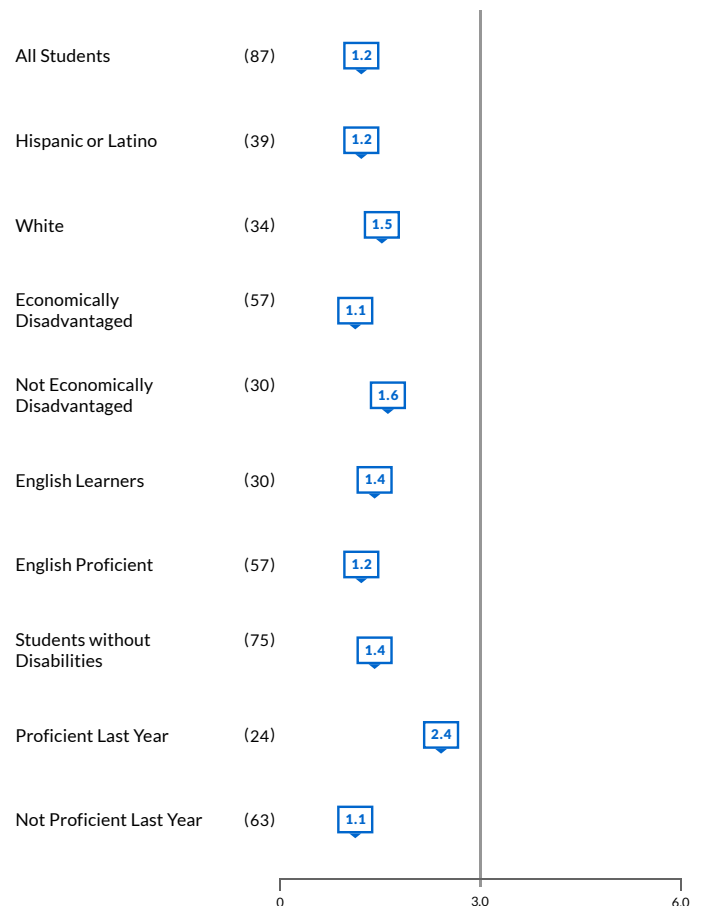 All Students (87) 1.2
Hispanic or Latino (39) 1.2
White (34) 1.5
Economically
Disadvantaged (57) 1.1
Not Economically
Disadvantaged (30) 1.6
English Learners (30) 1.4
English Proficient (57) 1.2
Students without
Disabilities (75) 1.4
Proficient Last Year (24) 2.4
Not Proficient Last Year (63) 1.1
0 3.0 6.0